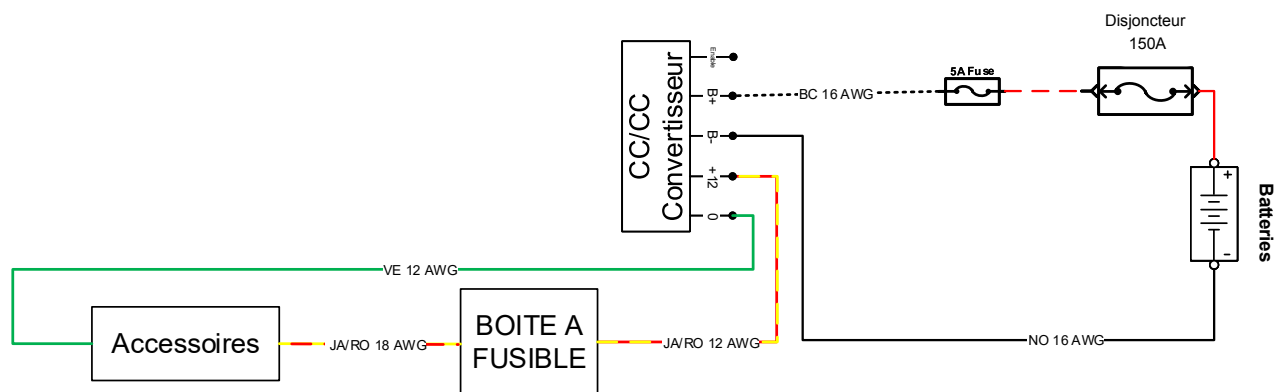 Disjoncteur
150A
5A Fuse
CC/CC
Convertisseur
Enable
B+
B-
+12
0
BC 16 AWG
+
-
Batteries
VE 12 AWG
NO 16 AWG
Accessoires
JA/RO 18 AWG
BOITE A
FUSIBLE
JA/RO 12 AWG